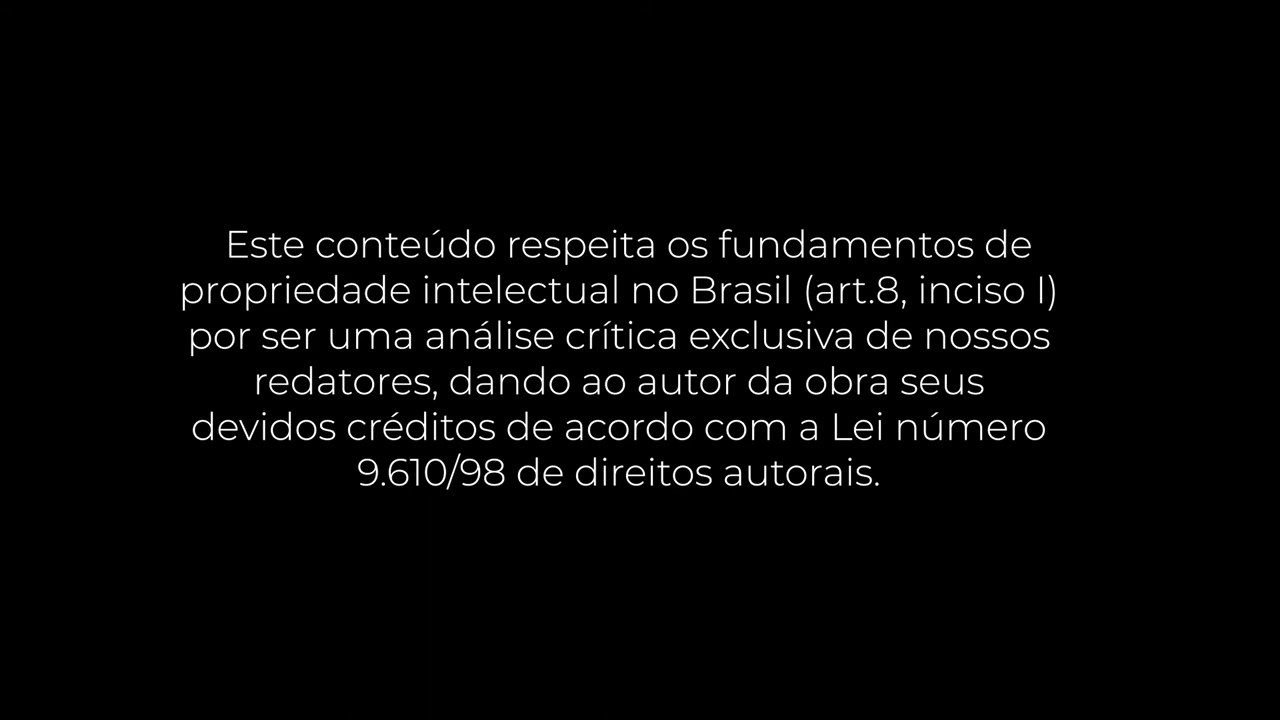 Este conteúdo respeita os fundamentos de
propriedade intelectual no Brasil (art.8, inciso I)
por ser uma análise crítica exclusiva de nossos
redatores, dando ao autor da obra seus
devidos créditos de acordo com a Lei número
9.610/98 de direitos autorais.